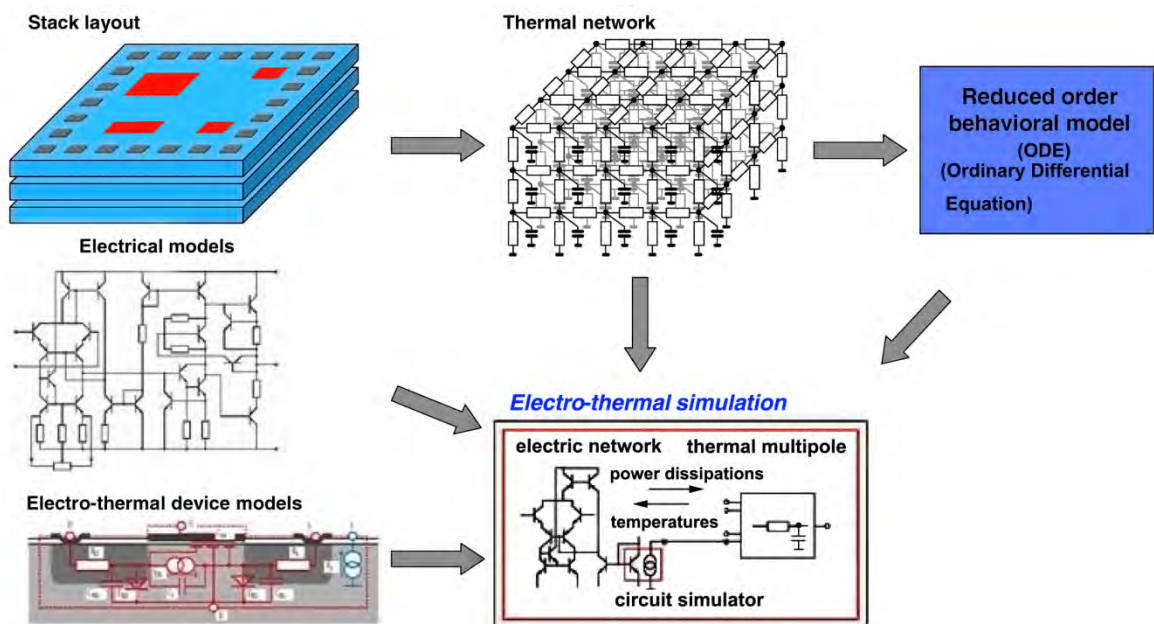 Stack layout
Thermal network
Reduced order
behavioral model
(ODE)
(Ordinary Differential
Equation)
Electrical models
Electro-thermal simulation
electric network
thermal multipole
power dissipations
temperatures
circuit simulator
Electro-thermal device models